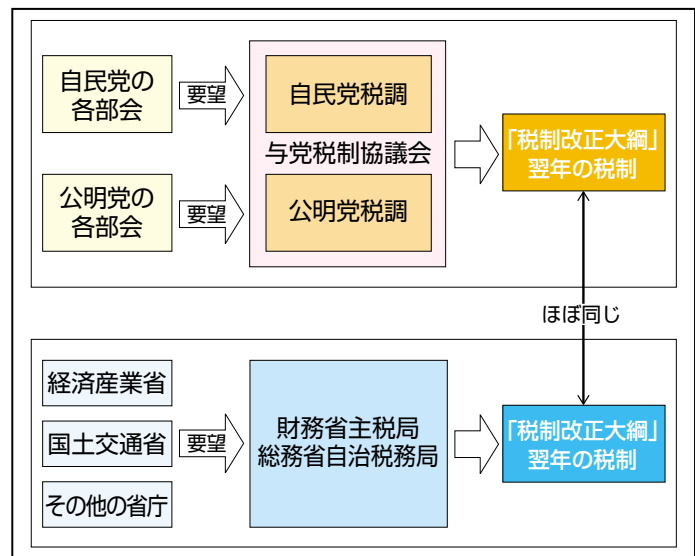 自民党の
各部会
要望
自民党税調
与党税制協議会
公明党の
各部会
要望
公明党税調
「税制改正大綱」
翌年の税制
ほぼ同じ
経済産業省
国土交通省
その他の省庁
要望
財務省主税局
総務省自治税務局
「税制改正大綱」
翌年の税制